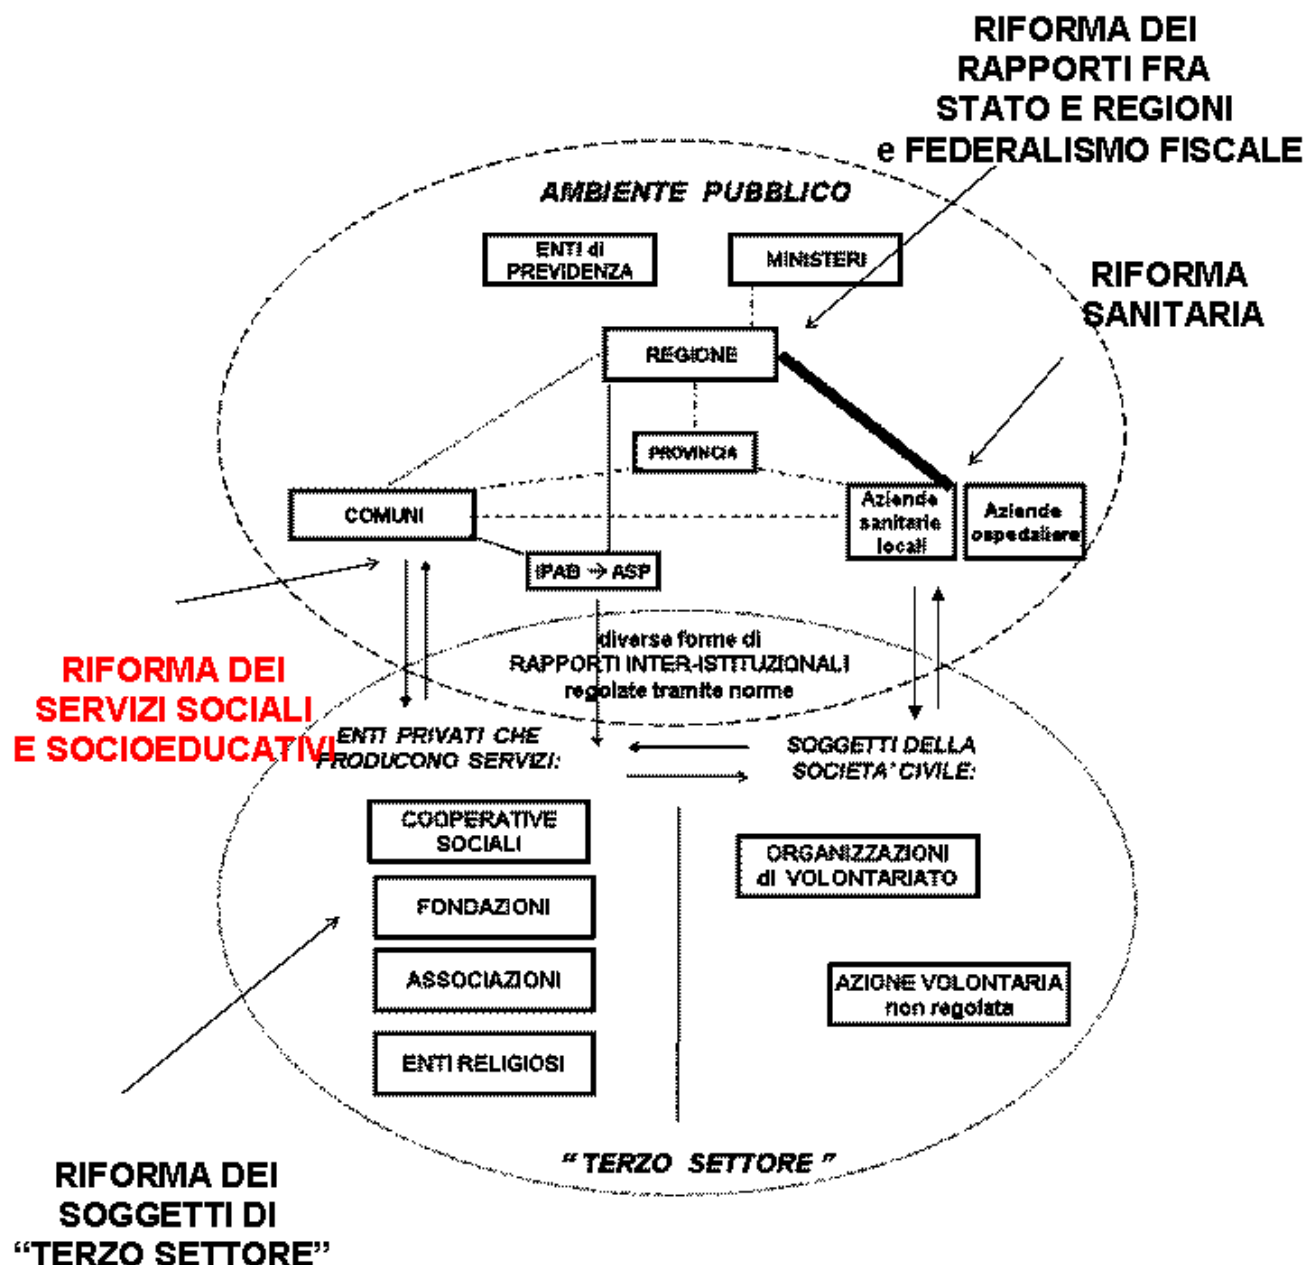 RIFORMA DEI
RAPPORTI FRA
STATO E REGIONI
e FEDERALISMO FISCALE
AMBIENTE PUBBLICO
ENTI di
PREVIDENZA
MINISTERI
RIFORMA
SANITARIA
REGIONE
PROVINCIA
COMUNI
Aziende
sanitarie
locali
Aziende
ospedaliere
IPAB → ASP
diverse forme di
RAPPORTI INTER-ISTITUZIONALI
regolate tramite norme
RIFORMA DEI
SERVIZI SOCIALI
E SOCIOEDUCATIVI
ENTI PRIVATI CHE
PRODUCONO SERVIZI:
SOGGETTI DELLA
SOCIETA' CIVILE:
COOPERATIVE
SOCIALI
FONDAZIONI
ASSOCIAZIONI
ENTI RELIGIOSI
ORGANIZZAZIONI
di VOLONTARIATO
AZIONE VOLONTARIA
non regolata
“ TERZO SETTORE ”
RIFORMA DEI
SOGGETTI DI
“TERZO SETTORE”